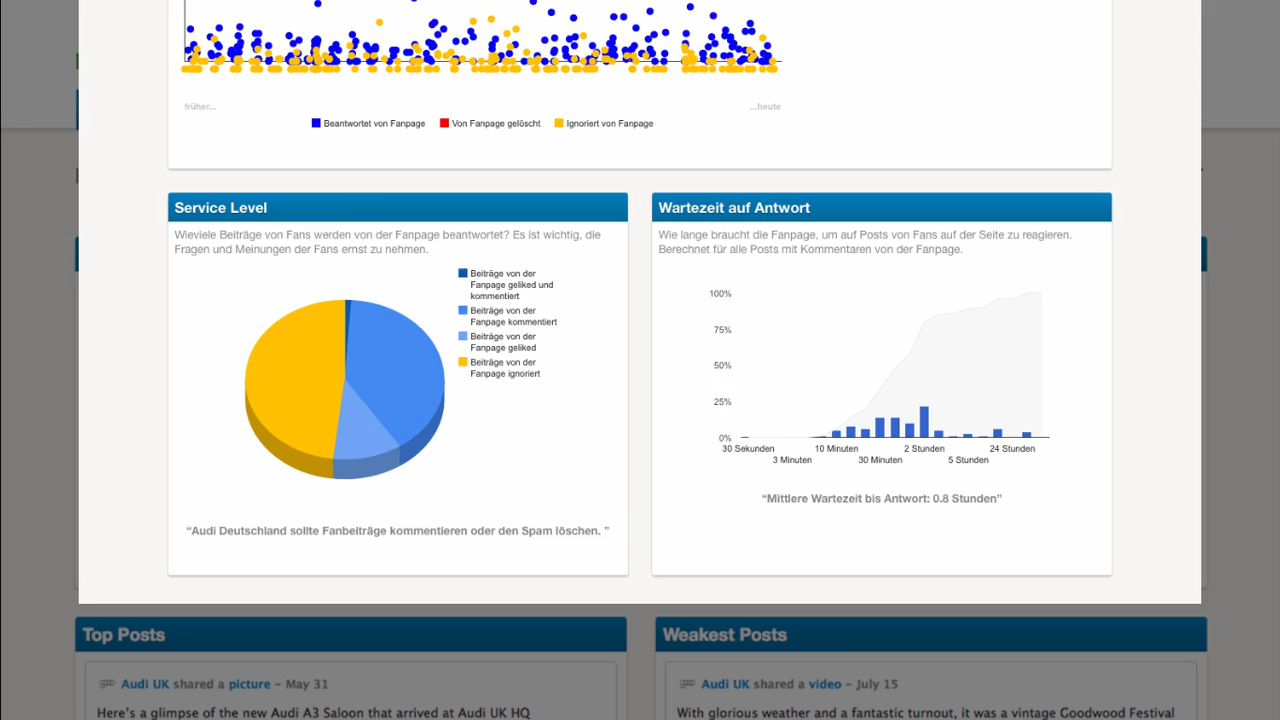 früher...
...heute
Beantwortet von Fanpage
Von Fanpage gelöscht
Ignoriert von Fanpage
Service Level
Wieviele Beiträge von Fans werden von der Fanpage beantwortet? Es ist wichtig, die
Fragen und Meinungen der Fans ernst zu nehmen.
Beiträge von der
Fanpage geliked und
kommentiert
Beiträge von der
Fanpage kommentiert
Beiträge von der
Fanpage geliked
Beiträge von der
Fanpage ignoriert
“Audi Deutschland sollte Fanbeiträge kommentieren oder den Spam löschen. ”
Wartezeit auf Antwort
Wie lange braucht die Fanpage, um auf Posts von Fans auf der Seite zu reagieren.
Berechnet für alle Posts mit Kommentaren von der Fanpage.
100%
75%
50%
25%
0%
30 Sekunden
10 Minuten
2 Stunden
24 Stunden
3 Minuten
30 Minuten
5 Stunden
“Mittlere Wartezeit bis Antwort: 0.8 Stunden”
Top Posts
Audi UK shared a picture – May 31
Here's a glimpse of the new Audi A3 Saloon that arrived at Audi UK HQ
Weakest Posts
Audi UK shared a video – July 15
With glorious weather and a fantastic turnout, it was a vintage Goodwood Festival